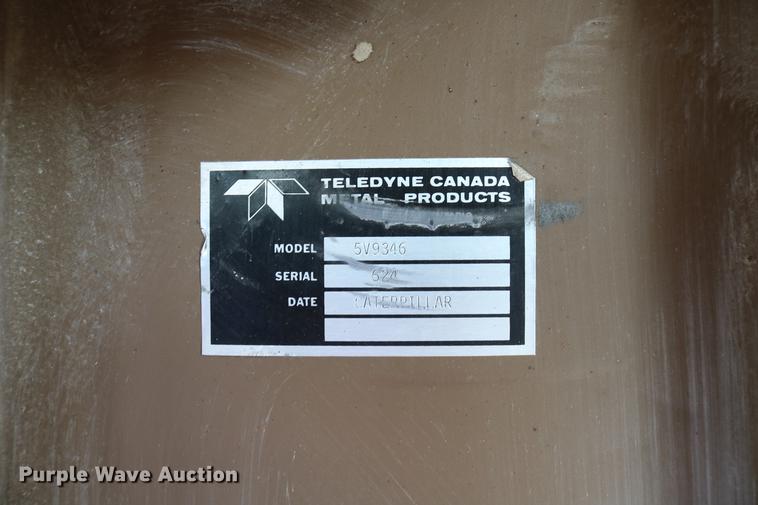 TELEDYNE CANADA
METAL PRODUCTS
MODEL 5V9346
SERIAL 624
DATE CATERPILLAR
Purple Wave Auction